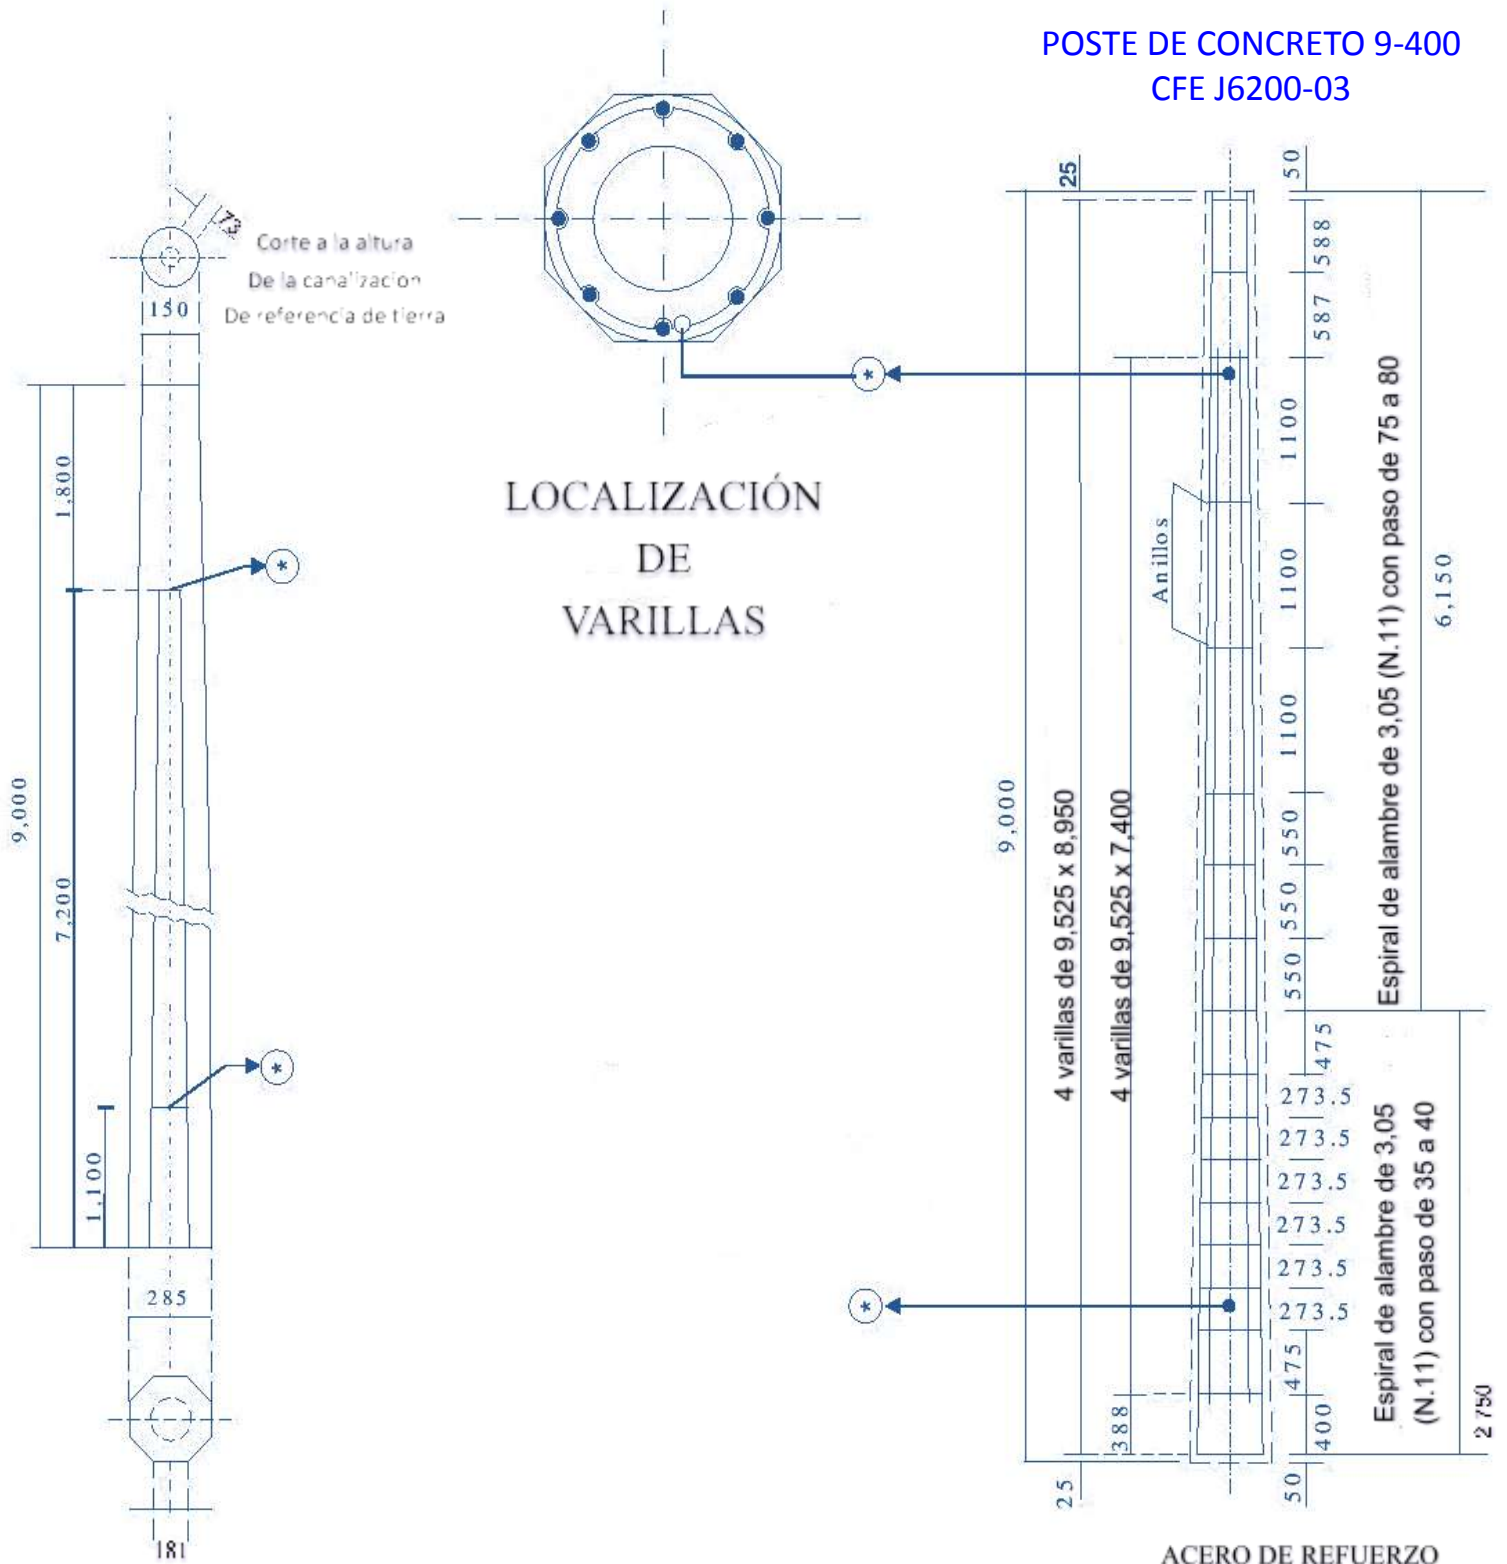 POSTE DE CONCRETO 9-400
CFE J6200-03
73
Corte a la altura
De la canalizacion
De referencia de tierra
150
1,800
9,000
7,200
1,100
*
*
285
181
LOCALIZACIÓN
DE
VARILLAS
*
*
25
9,000
4 varillas de 9,525 x 8,950
4 varillas de 9,525 x 7,400
Anillos
388
25
50
588
587
1100
1100
1100
550
550
550
475
273.5
273.5
273.5
273.5
273.5
273.5
475
400
50
Espiral de alambre de 3,05 (N.11) con paso de 75 a 80
6,150
Espiral de alambre de 3,05
(N.11) con paso de 35 a 40
2 750
ACERO DE REFUERZO